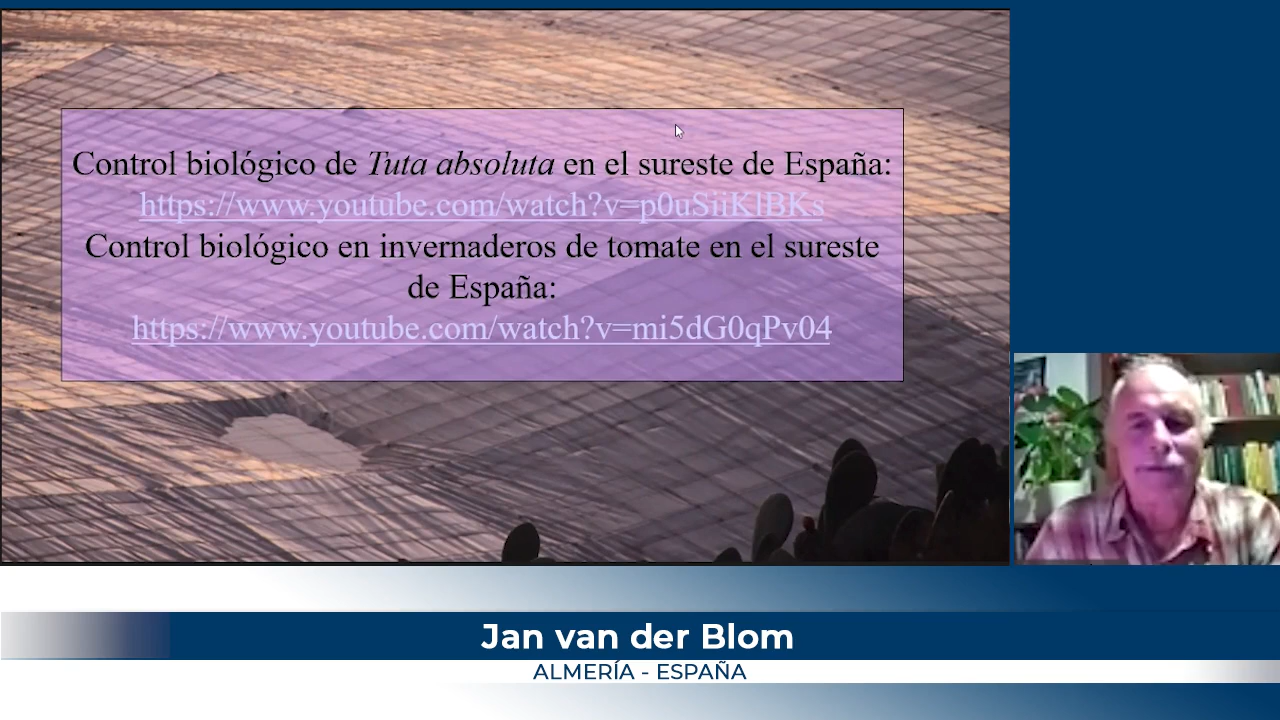 Control biológico de Tuta absoluta en el sureste de España:
https://www.youtube.com/watch?v=p0uSiiKlBKs
Control biológico en invernaderos de tomate en el sureste
de España:
https://www.youtube.com/watch?v=mi5dG0qPv04
Jan van der Blom
ALMERÍA - ESPAÑA